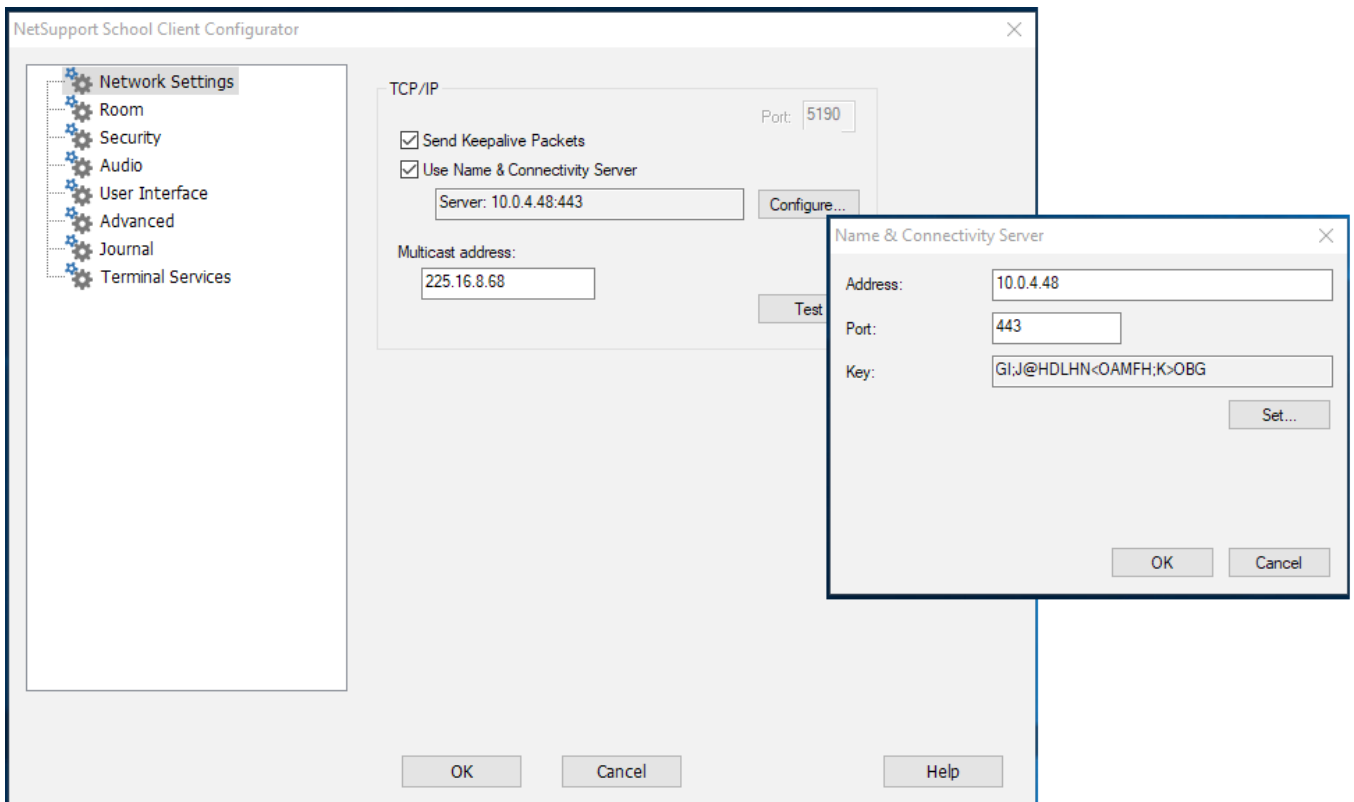 NetSupport School Client Configurator
Network Settings
Room
Security
Audio
User Interface
Advanced
Journal
Terminal Services
TCP/IP
Port: 5190
Send Keepalive Packets
Use Name & Connectivity Server
Server: 10.0.4.48:443
Configure...
Multicast address:
225.16.8.68
Test
OK
Cancel
Help
Name & Connectivity Server
Address: 10.0.4.48
Port: 443
Key: GI;J@HDLHN<OAMFH;K>OBG
Set...
OK
Cancel